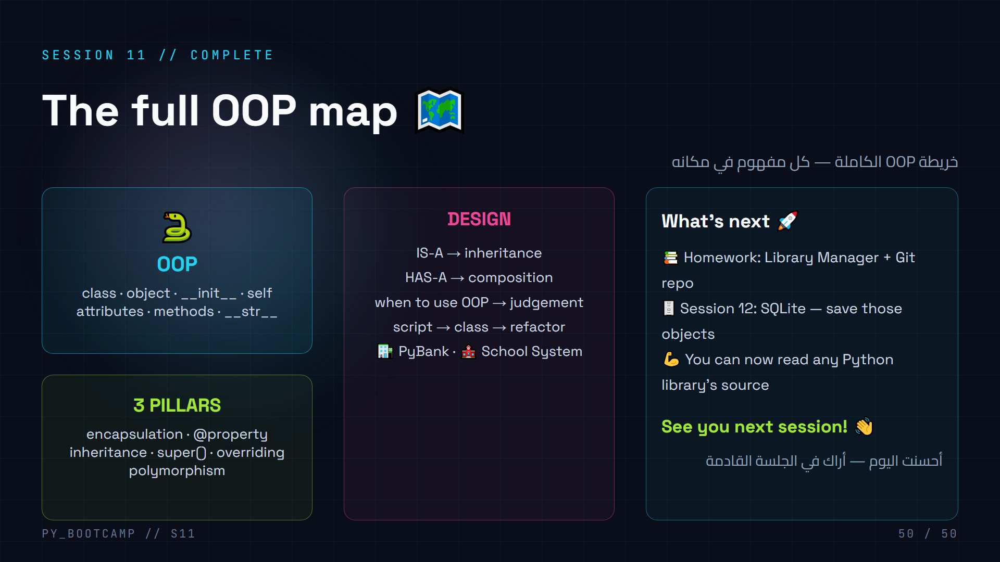 SESSION 11 // COMPLETE
The full OOP map
خريطة OOP الكاملة — كل مفهوم في مكانه
OOP
class · object · __init__ · self
attributes · methods · __str__
3 PILLARS
encapsulation · @property
inheritance · super() · overriding
polymorphism
DESIGN
IS-A → inheritance
HAS-A → composition
when to use OOP → judgement
script → class → refactor
🏦 PyBank · 🏫 School System
What's next 🚀
📚 Homework: Library Manager + Git
repo
🗄 Session 12: SQLite — save those
objects
💪 You can now read any Python
library's source
See you next session! 👋
أحسنت اليوم — أراك في الجلسة القادمة
PY_BOOTCAMP // S11
50 / 50